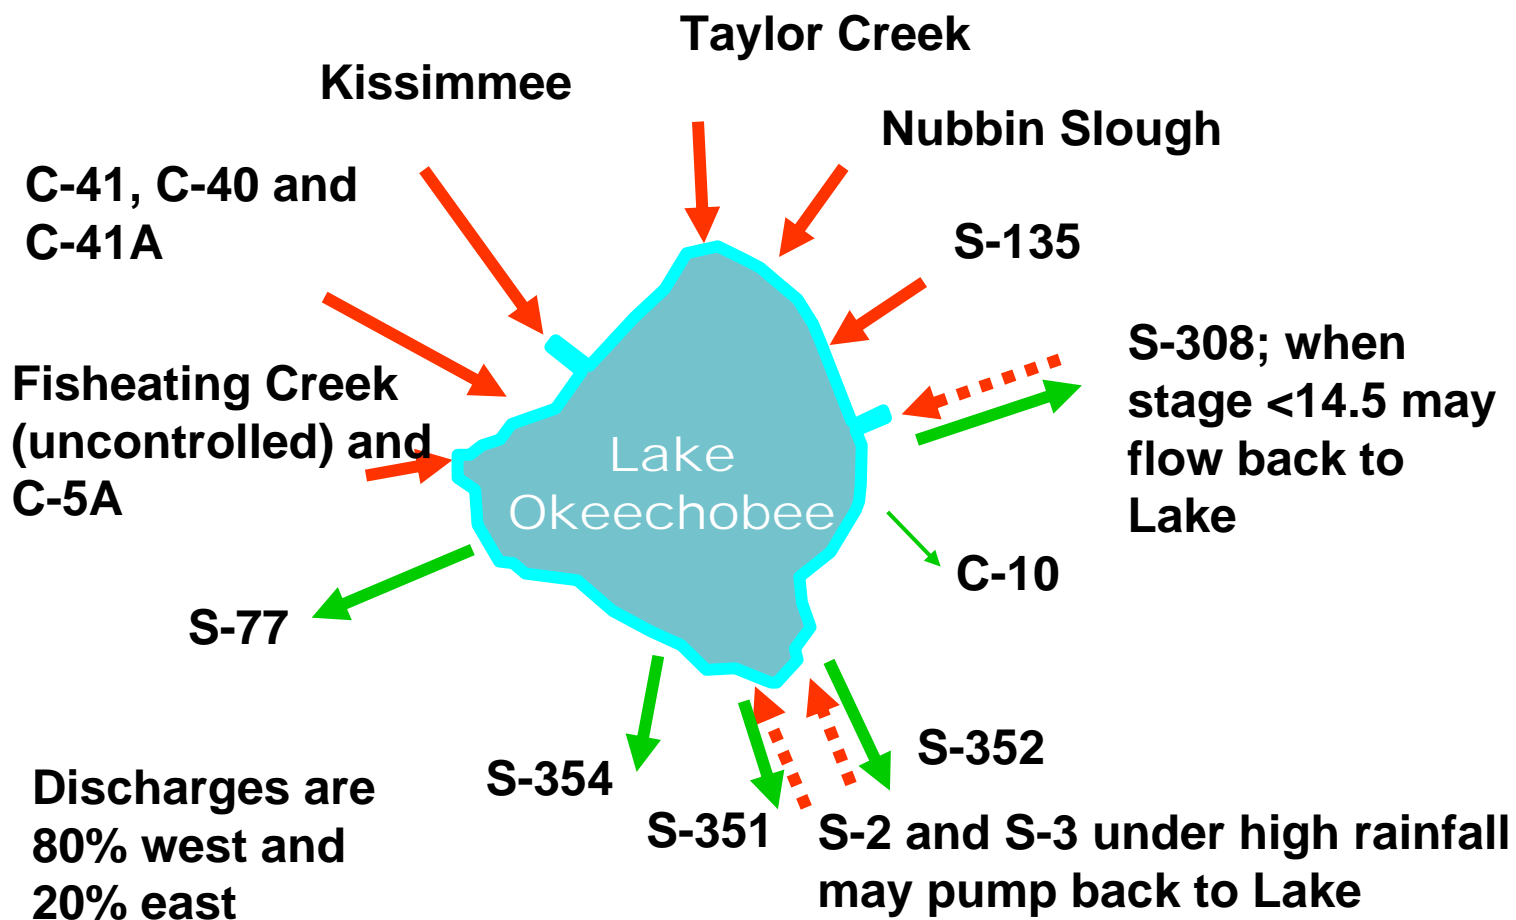 Taylor Creek
Kissimmee
Nubbin Slough
C-41, C-40 and
C-41A
S-135
S-308; when
stage <14.5 may
flow back to
Lake
Fisheating Creek
(uncontrolled) and
C-5A
Lake
Okeechobee
C-10
S-77
S-352
S-354
S-351
Discharges are
80% west and
20% east
S-2 and S-3 under high rainfall
may pump back to Lake